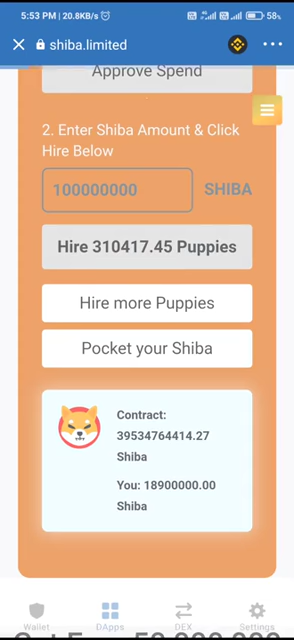 5:53 PM | 20.8KB/s
58%
shiba.limited
Approve Spend
2. Enter Shiba Amount & Click
Hire Below
100000000 SHIBA
Hire 310417.45 Puppies
Hire more Puppies
Pocket your Shiba
Contract:
39534764414.27
Shiba
You: 18900000.00
Shiba
Wallet DApps DEX Settings